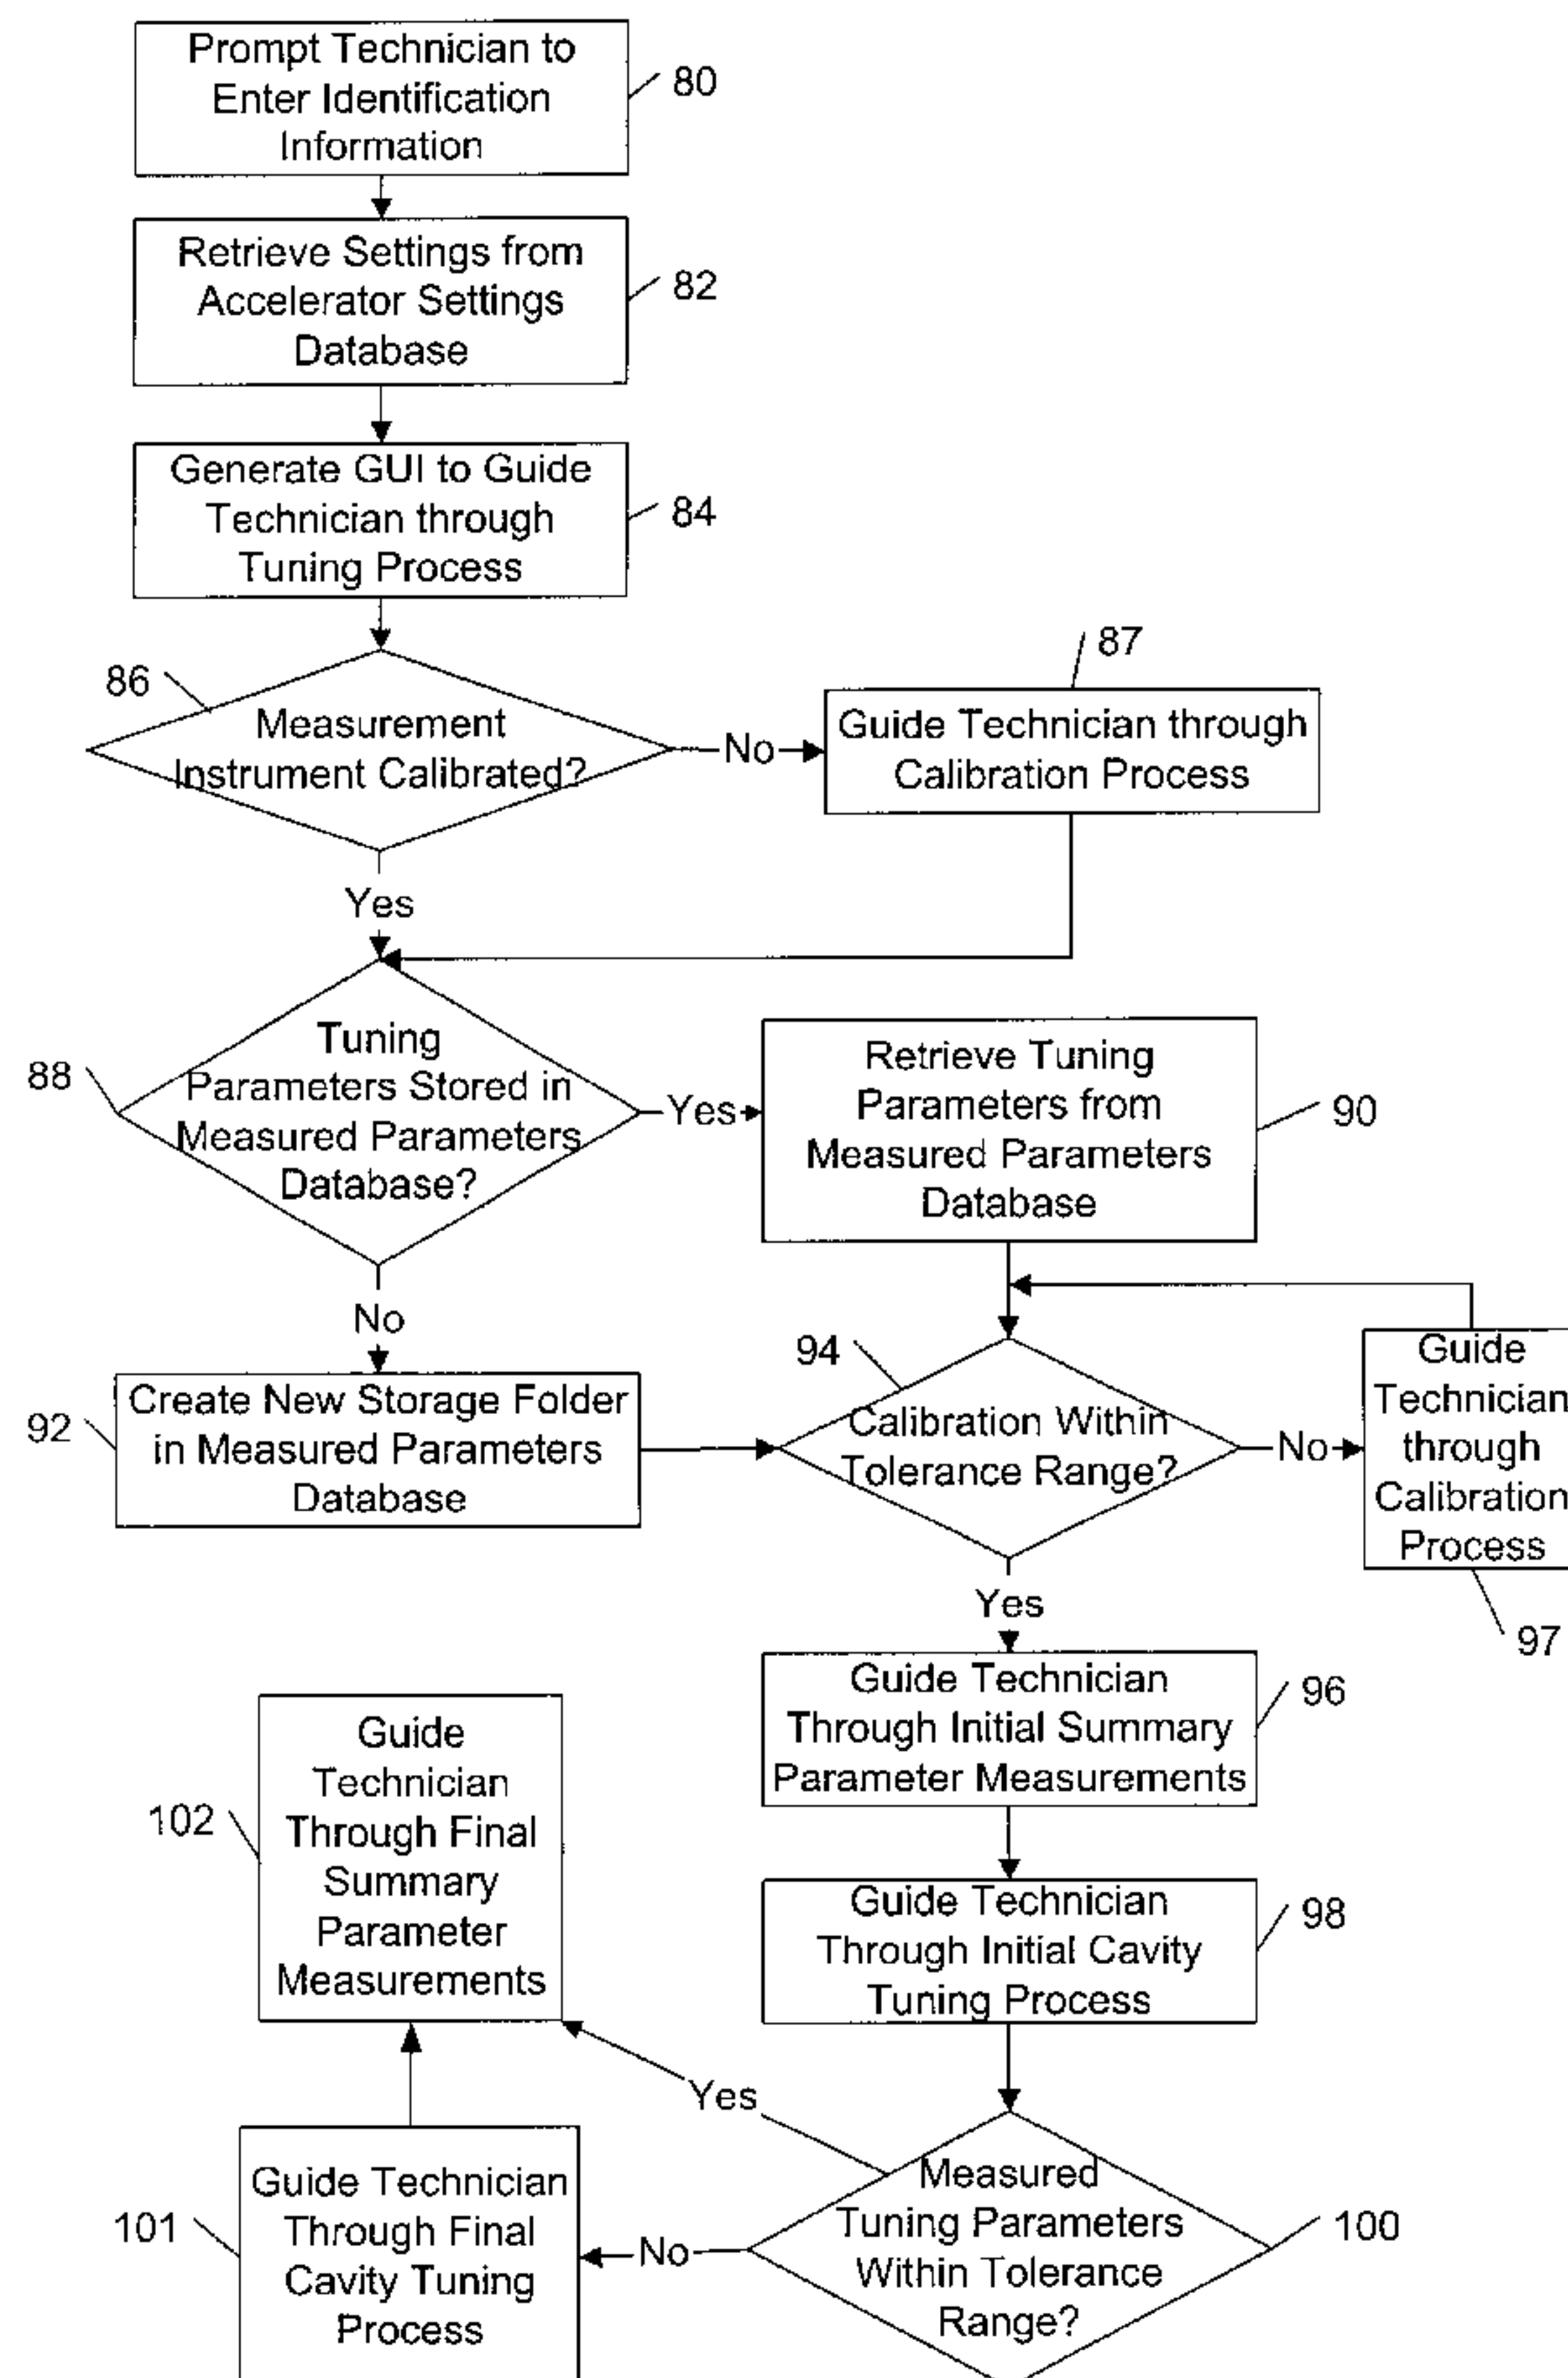 Prompt Technician to
Enter Identification
Information
80
Retrieve Settings from
Accelerator Settings
Database
82
Generate GUI to Guide
Technician through
Tuning Process
84
86
Measurement
Instrument Calibrated?
No
87
Guide Technician through
Calibration Process
Yes
88
Tuning
Parameters Stored in
Measured Parameters
Database?
Yes
Retrieve Tuning
Parameters from
Measured Parameters
Database
90
No
92
Create New Storage Folder
in Measured Parameters
Database
94
Calibration Within
Tolerance Range?
No
Guide
Technician
through
Calibration
Process
97
Yes
Guide Technician
Through Initial Summary
Parameter Measurements
96
Guide Technician
Through Initial Cavity
Tuning Process
98
102
Guide
Technician
Through Final
Summary
Parameter
Measurements
Yes
Measured
Tuning Parameters
Within Tolerance
Range?
100
No
101
Guide Technician
Through Final
Cavity Tuning
Process